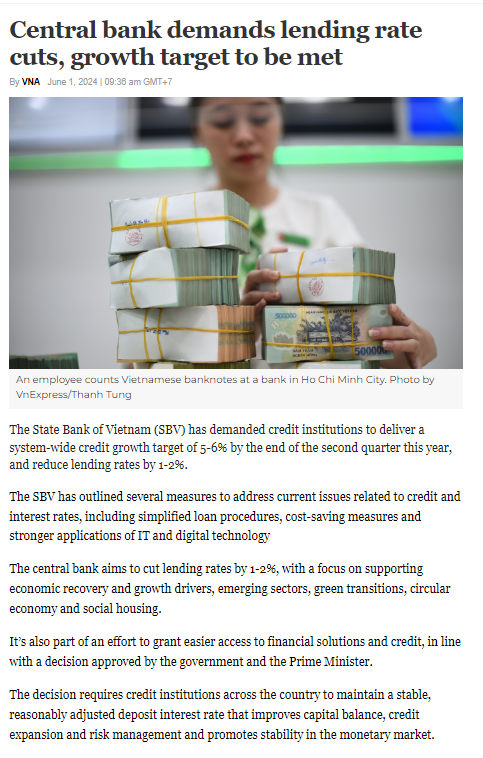 Central bank demands lending rate
cuts, growth target to be met
By VNA June 1, 2024 | 09:36 am GMT+7
500000
500000
An employee counts Vietnamese banknotes at a bank in Ho Chi Minh City. Photo by
VnExpress/Thanh Tung
The State Bank of Vietnam (SBV) has demanded credit institutions to deliver a
system-wide credit growth target of 5-6% by the end of the second quarter this year,
and reduce lending rates by 1-2%.
The SBV has outlined several measures to address current issues related to credit and
interest rates, including simplified loan procedures, cost-saving measures and
stronger applications of IT and digital technology
The central bank aims to cut lending rates by 1-2%, with a focus on supporting
economic recovery and growth drivers, emerging sectors, green transitions, circular
economy and social housing.
It’s also part of an effort to grant easier access to financial solutions and credit, in line
with a decision approved by the government and the Prime Minister.
The decision requires credit institutions across the country to maintain a stable,
reasonably adjusted deposit interest rate that improves capital balance, credit
expansion and risk management and promotes stability in the monetary market.